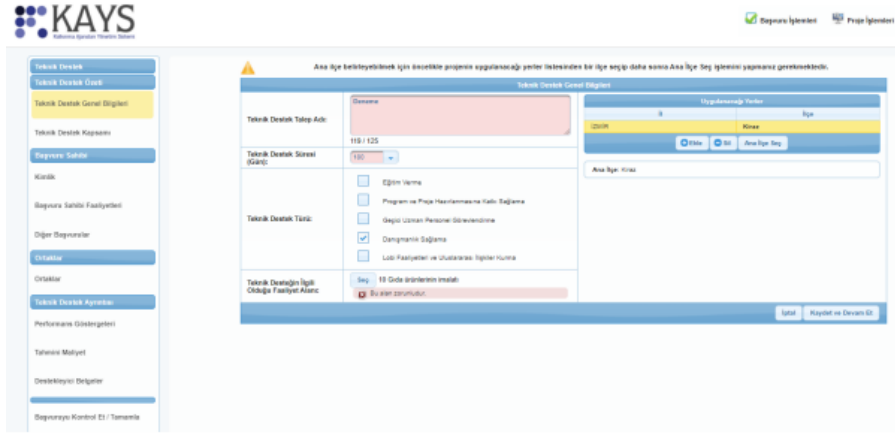 KAYS
Kalkınma Ajansları Yönetim Sistemi
Başvuru İşlemleri
Proje İşlemleri
Teknik Destek
Teknik Destek Özeti
Teknik Destek Genel Bilgileri
Teknik Destek Kapsamı
Başvuru Sahibi
Kimlik
Başvuru Sahibi Faaliyetleri
Diğer Başvurular
Ortaklar
Ortaklar
Teknik Destek Ayrıntısı
Performans Göstergeleri
Tahmini Maliyet
Destekleyici Belgeler
Başvuruyu Kontrol Et / Tamamla
Ana ilçe belirleyebilmek için öncelikle projenin uygulanacağı yerler listesinden bir ilçe seçip daha sonra Ana İlçe Seç işlemini yapmanız gerekmektedir.
Teknik Destek Genel Bilgileri
Teknik Destek Talep Adı:
119 / 125
Teknik Destek Süresi
(Gün):
100
Teknik Destek Türü:
Eğitim Verme
Program ve Proje Hazırlanmasına Katkı Sağlama
Geçici Uzman Personel Görevlendirme
Danışmanlık Sağlama
Lobi Faaliyetleri ve Uluslararası İlişkiler Kurma
Teknik Desteğin İlgili
Olduğu Faaliyet Alanı:
Seç
10 Gıda ürünlerinin imalatı
Bu alan zorunludur.
Uygulanacağı Yerler
İl
İlçe
İZMİR
Kiraz
Ekle
Sil
Ana İlçe Seç
Ana İlçe: Kiraz
İptal
Kaydet ve Devam Et